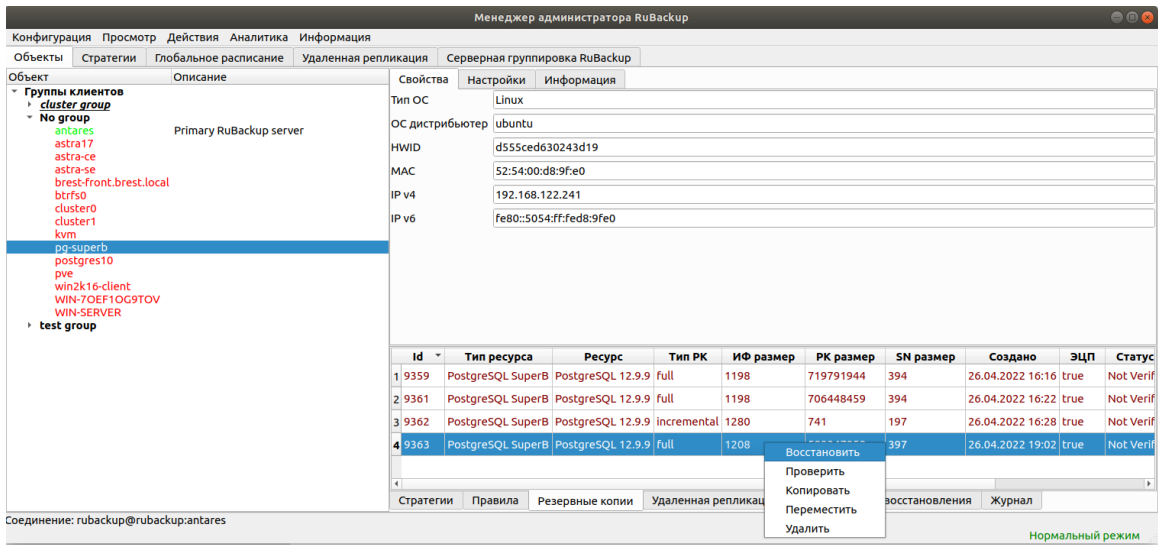 Менеджер администратора RuBackup
Конфигурация Просмотр Действия Аналитика Информация
Объекты Стратегии Глобальное расписание Удаленная репликация Серверная группировка RuBackup
Объект Описание
Группы клиентов
cluster group
No group
antares Primary RuBackup server
astra17
astra-ce
astra-se
brest-front.brest.local
btrfs0
cluster0
cluster1
kvm
pg-superb
postgres10
pve
win2k16-client
WIN-7OEF1OG9TOV
WIN-SERVER
test group
Свойства Настройки Информация
Тип ОС Linux
ОС дистрибьютер ubuntu
HWID d555ced630243d19
MAC 52:54:00:d8:9f:e0
IP v4 192.168.122.241
IP v6 fe80::5054:ff:fed8:9fe0
Id Тип ресурса Ресурс Тип РК ИФ размер РК размер SN размер Создано ЭЦП Статус
1 9359 PostgreSQL SuperB PostgreSQL 12.9.9 full 1198 719791944 394 26.04.2022 16:16 true Not Verif
2 9361 PostgreSQL SuperB PostgreSQL 12.9.9 full 1198 706448459 394 26.04.2022 16:22 true Not Verif
3 9362 PostgreSQL SuperB PostgreSQL 12.9.9 incremental 1280 741 197 26.04.2022 16:28 true Not Verif
4 9363 PostgreSQL SuperB PostgreSQL 12.9.9 full 1208 397 26.04.2022 19:02 true Not Verif
Восстановить
Проверить
Копировать
Переместить
Удалить
Стратегии Правила Резервные копии Удаленная репликац восстановления Журнал
Соединение: rubackup@rubackup:antares
Нормальный режим